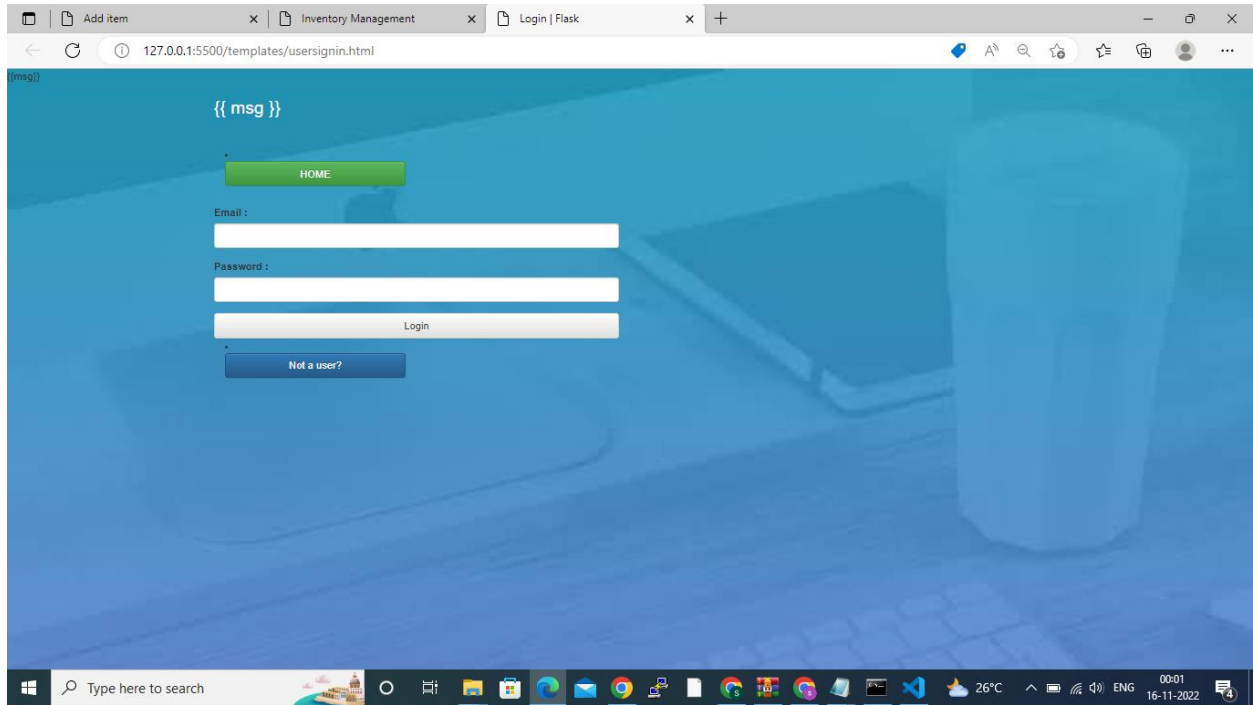 Add item
Inventory Management
Login | Flask
127.0.0.1:5500/templates/usersignin.html
{{msg}}
{{ msg }}
HOME
Email :
Password :
Login
Not a user?
Type here to search
26°C
ENG
00:01
16-11-2022
4